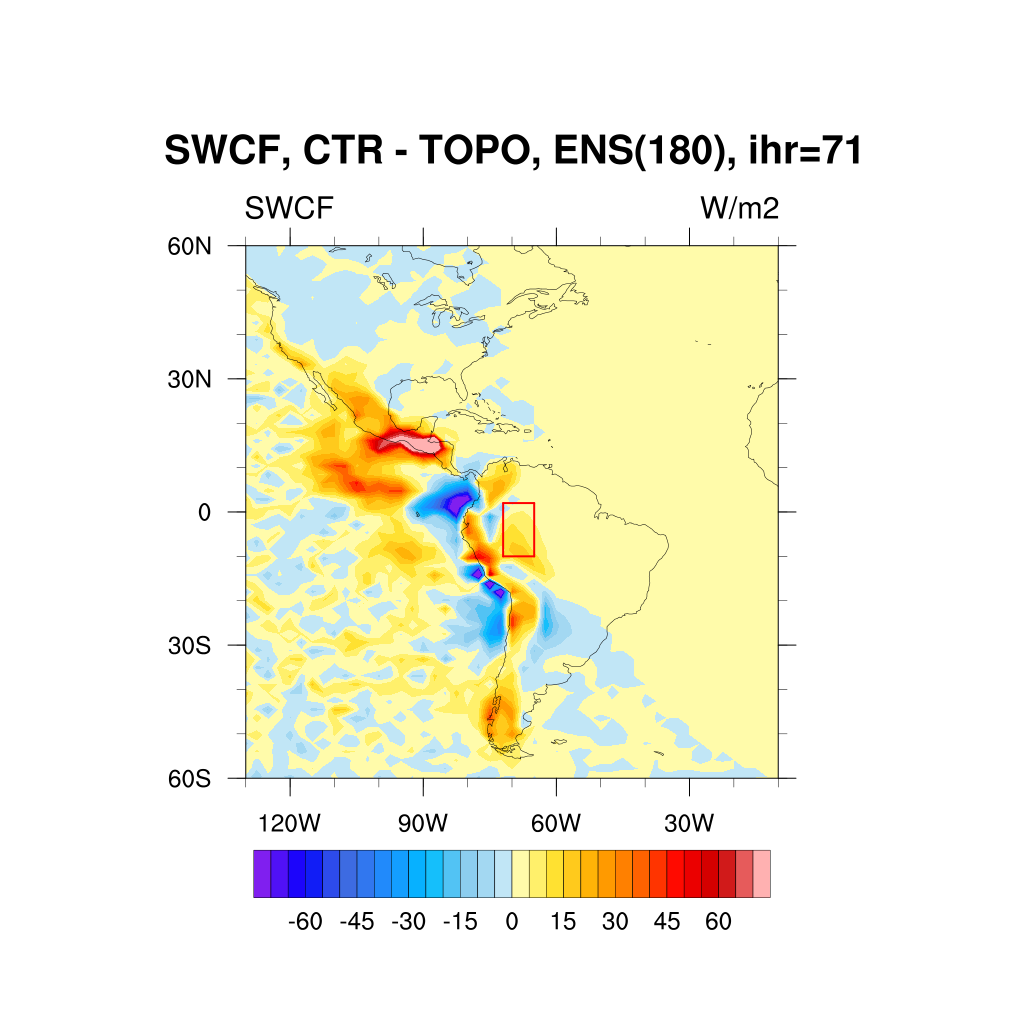 SWCF, CTR - TOPO, ENS(180), ihr=71
SWCF W/m2
60N
30N
0
30S
60S
120W 90W 60W 30W
-60 -45 -30 -15 0 15 30 45 60